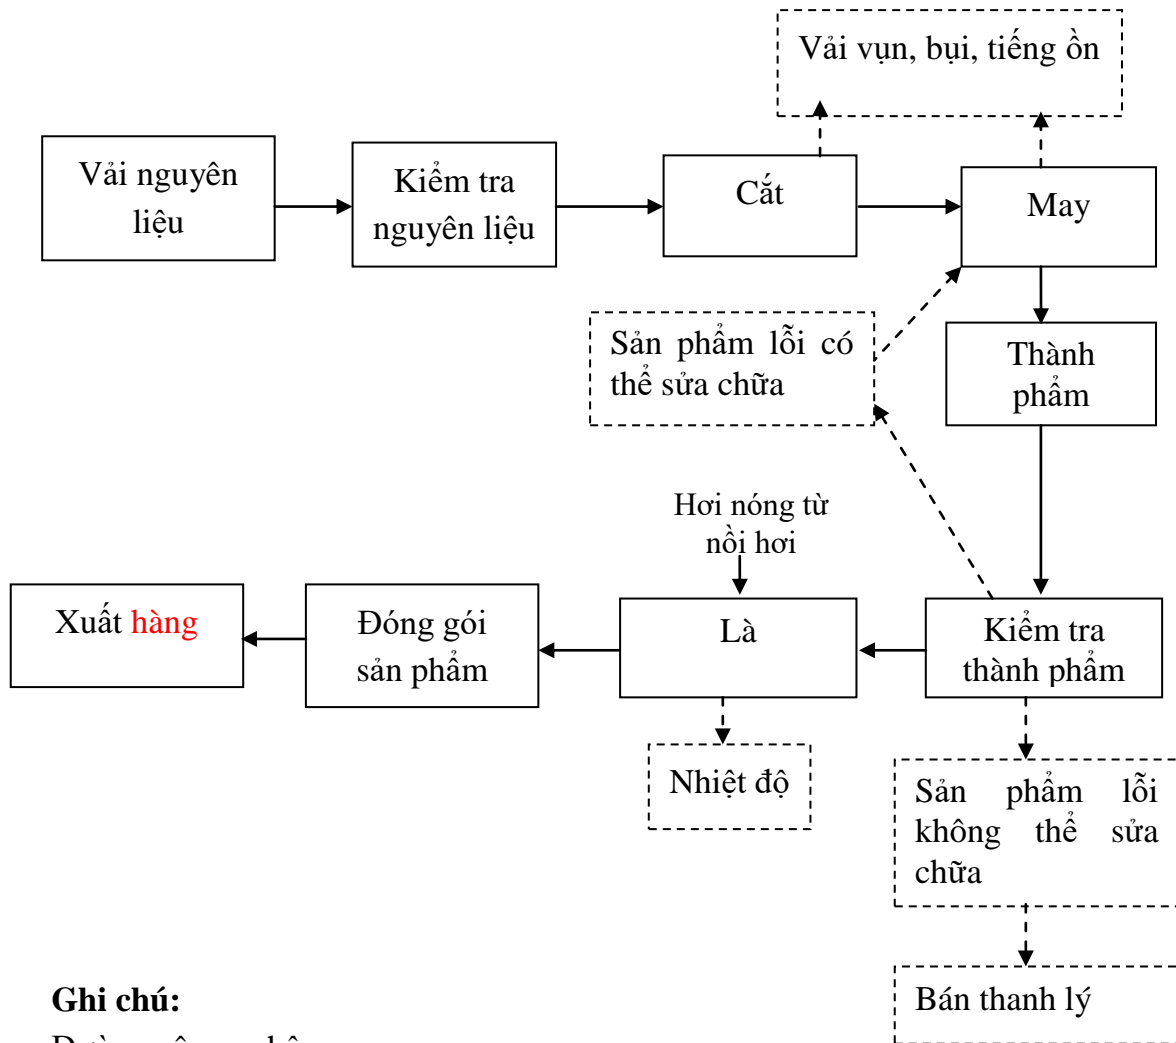 Vải vụn, bụi, tiếng ồn
Vải nguyên
liệu
Kiểm tra
nguyên liệu
Cắt
May
Sản phẩm lỗi có
thể sửa chữa
Thành
phẩm
Hơi nóng từ
nồi hơi
Xuất hàng
Đóng gói
sản phẩm
Là
Kiểm tra
thành phẩm
Nhiệt độ
Sản phẩm lỗi
không thể sửa
chữa
Bán thanh lý
Ghi chú: